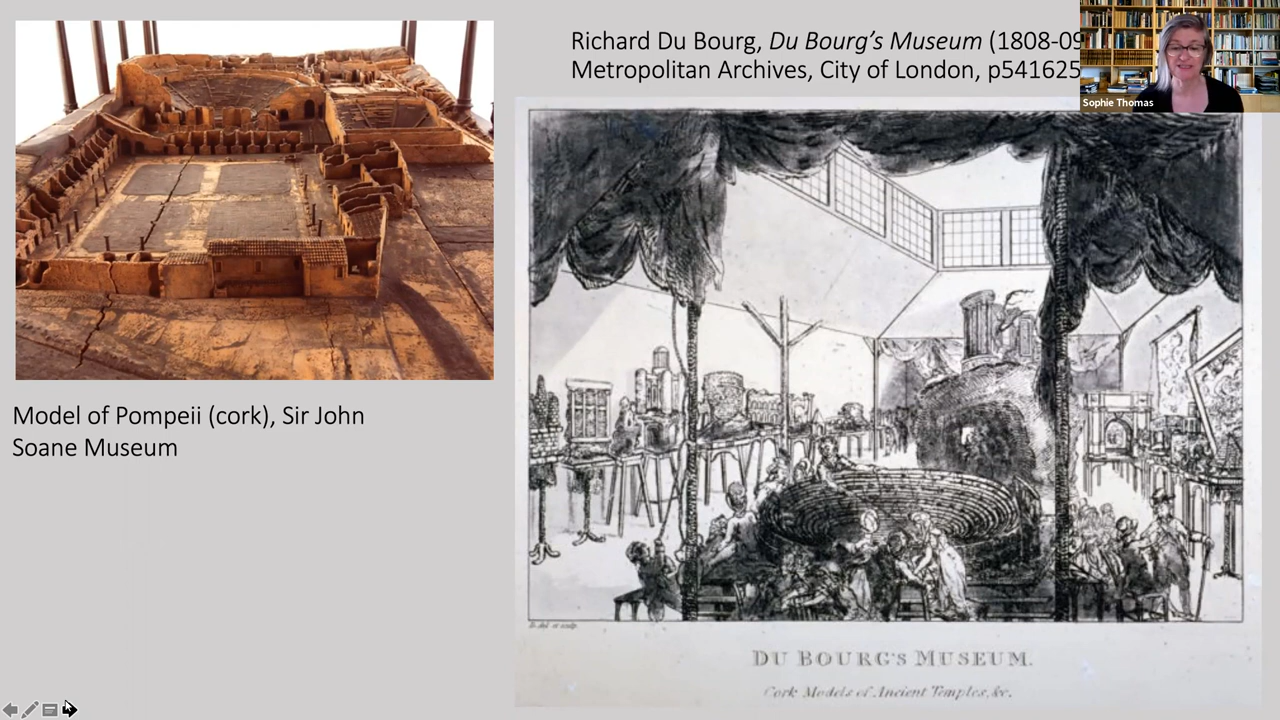 Richard Du Bourg, Du Bourg's Museum (1808-09
Metropolitan Archives, City of London, p541625
Sophie Thomas
Model of Pompeii (cork), Sir John
Soane Museum
DU BOURG'S MUSEUM.
Cork Models of Ancient Temples, &c.